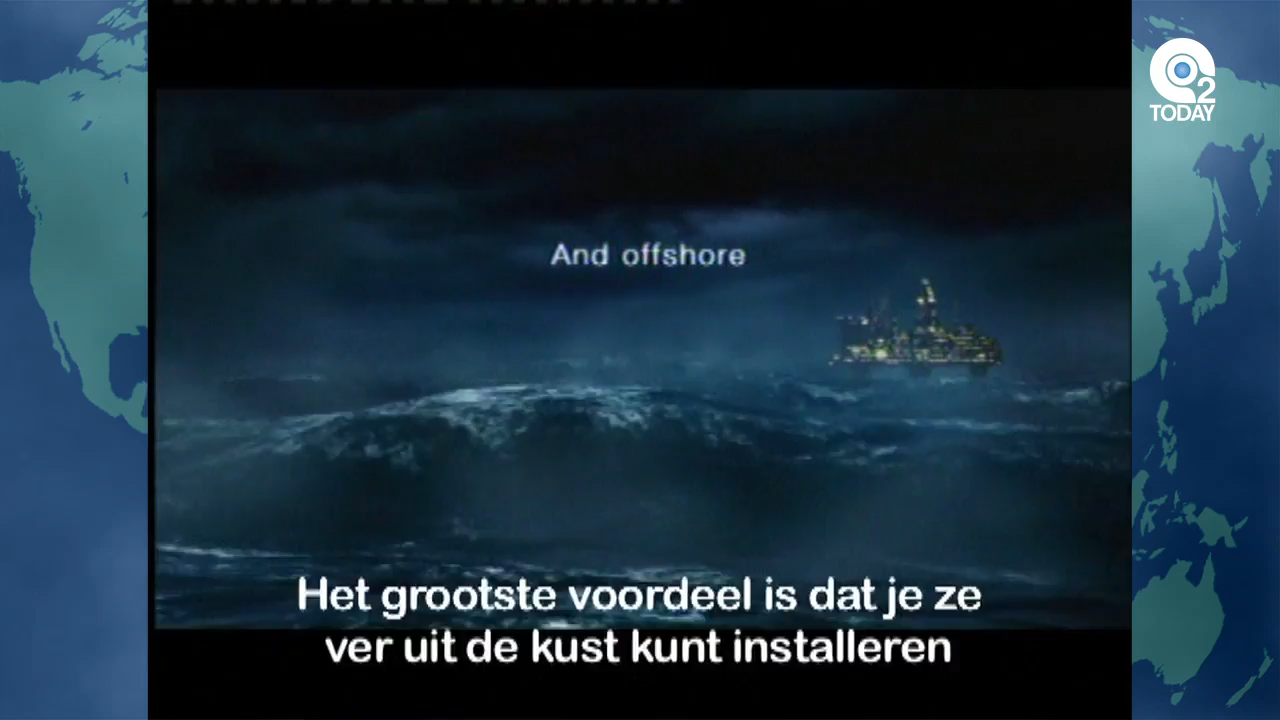 2
TODAY
And offshore
Het grootste voordeel is dat je ze
ver uit de kust kunt installeren